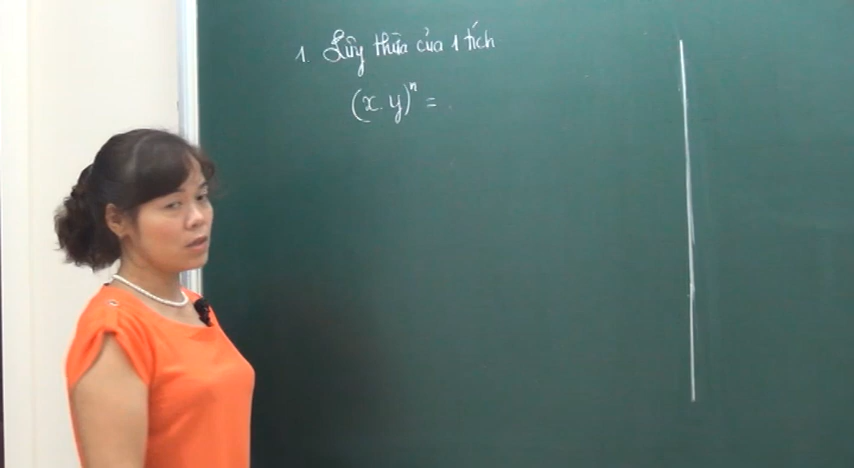 1. Lũy thừa của 1 tích
(x.y)ⁿ =